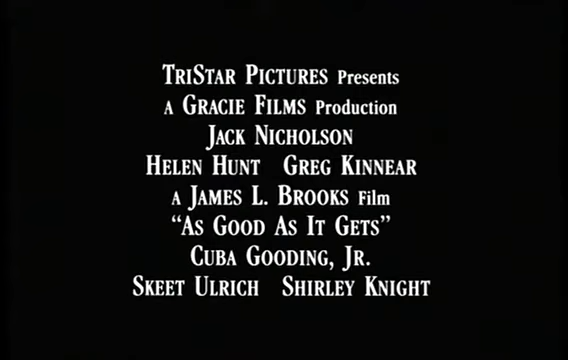 TriStar Pictures Presents
A Gracie Films Production
Jack Nicholson
Helen Hunt Greg Kinnear
A James L. Brooks Film
“As Good As It Gets”
Cuba Gooding, Jr.
Skeet Ulrich Shirley Knight